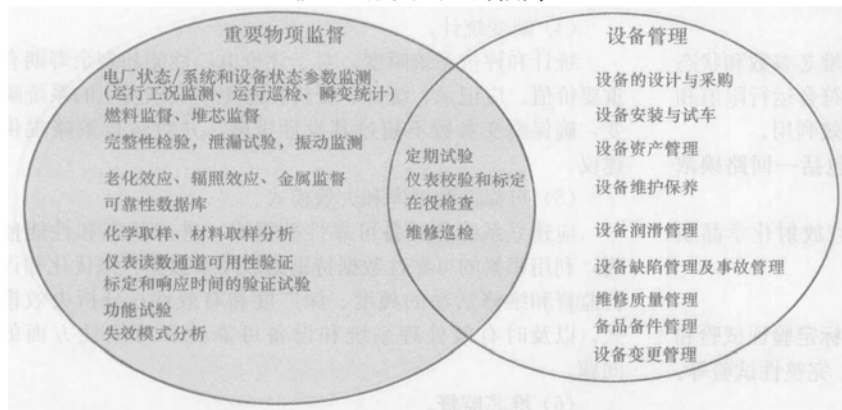 重要物项监督
电厂状态/系统和设备状态参数监测
(运行工况监测、运行巡检、瞬变统计)
燃料监督、堆芯监督
完整性检验，泄漏试验，振动监测
老化效应、辐照效应、金属监督
可靠性数据库
化学取样、材料取样分析
仪表读数通道可用性验证
标定和响应时间的验证试验
功能试验
失效模式分析
定期试验
仪表校验和标定
在役检查
维修巡检
设备管理
设备的设计与采购
设备安装与试车
设备资产管理
设备维护保养
设备润滑管理
设备缺陷管理及事故管理
维修质量管理
备品备件管理
设备变更管理